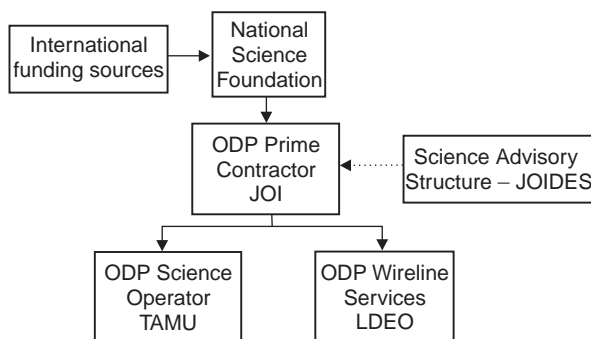 International
funding sources
National
Science
Foundation
ODP Prime
Contractor
JOI
Science Advisory
Structure – JOIDES
ODP Science
Operator
TAMU
ODP Wireline
Services
LDEO